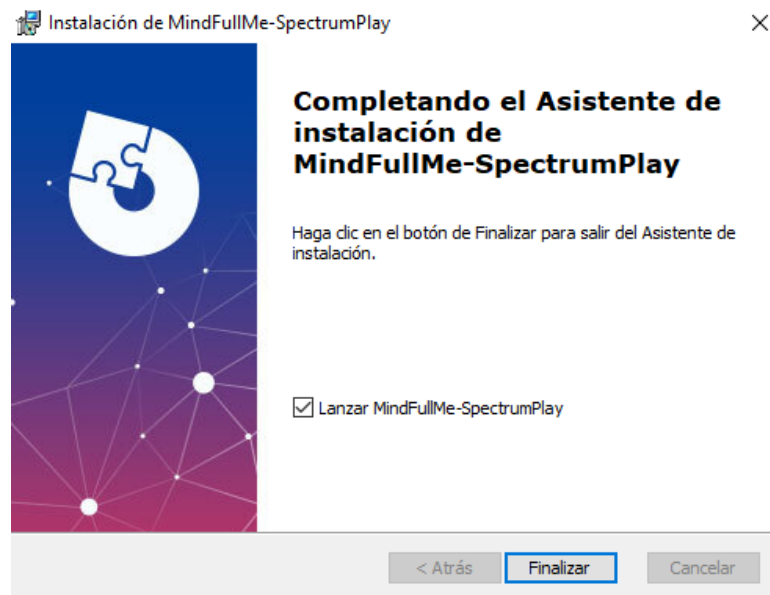 Instalación de MindFullMe-SpectrumPlay
Completando el Asistente de
instalación de
MindFullMe-SpectrumPlay
Haga clic en el botón de Finalizar para salir del Asistente de
instalación.
Lanzar MindFullMe-SpectrumPlay
< Atrás
Finalizar
Cancelar